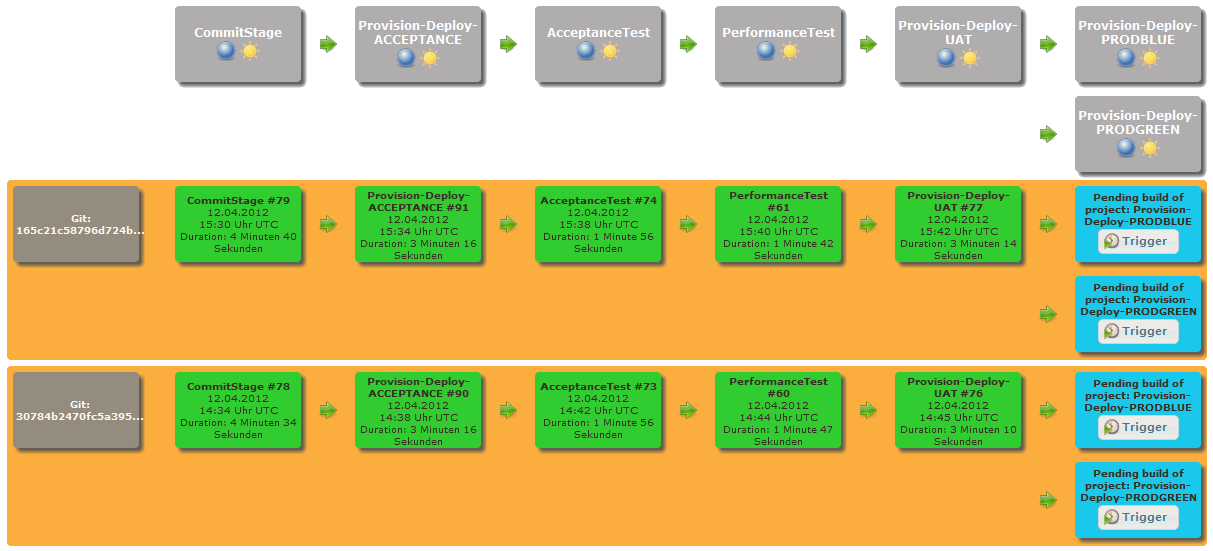 CommitStage
Provision-Deploy-
ACCEPTANCE
AcceptanceTest
PerformanceTest
Provision-Deploy-
UAT
Provision-Deploy-
PRODBLUE
Provision-Deploy-
PRODGREEN
Git:
165c21c58796d724b...
CommitStage #79
12.04.2012
15:30 Uhr UTC
Duration: 4 Minuten 40
Sekunden
Provision-Deploy-
ACCEPTANCE #91
12.04.2012
15:34 Uhr UTC
Duration: 3 Minuten 16
Sekunden
AcceptanceTest #74
12.04.2012
15:38 Uhr UTC
Duration: 1 Minute 56
Sekunden
PerformanceTest
#61
12.04.2012
15:40 Uhr UTC
Duration: 1 Minute 42
Sekunden
Provision-Deploy-
UAT #77
12.04.2012
15:42 Uhr UTC
Duration: 3 Minuten 14
Sekunden
Pending build of
project: Provision-
Deploy-PRODBLUE
Trigger
Pending build of
project: Provision-
Deploy-PRODGREEN
Trigger
Git:
30784b2470fc5a395...
CommitStage #78
12.04.2012
14:34 Uhr UTC
Duration: 4 Minuten 34
Sekunden
Provision-Deploy-
ACCEPTANCE #90
12.04.2012
14:38 Uhr UTC
Duration: 3 Minuten 16
Sekunden
AcceptanceTest #73
12.04.2012
14:42 Uhr UTC
Duration: 1 Minute 56
Sekunden
PerformanceTest
#60
12.04.2012
14:44 Uhr UTC
Duration: 1 Minute 47
Sekunden
Provision-Deploy-
UAT #76
12.04.2012
14:45 Uhr UTC
Duration: 3 Minuten 10
Sekunden
Pending build of
project: Provision-
Deploy-PRODBLUE
Trigger
Pending build of
project: Provision-
Deploy-PRODGREEN
Trigger